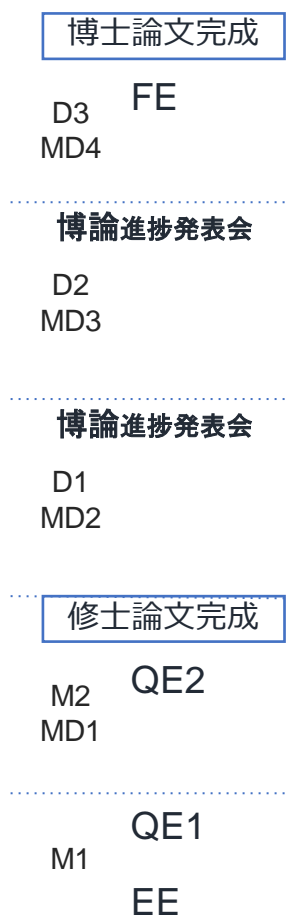 博士論文完成
FE
D3
MD4
博論進捗発表会
D2
MD3
博論進捗発表会
D1
MD2
修士論文完成
QE2
M2
MD1
QE1
M1
EE